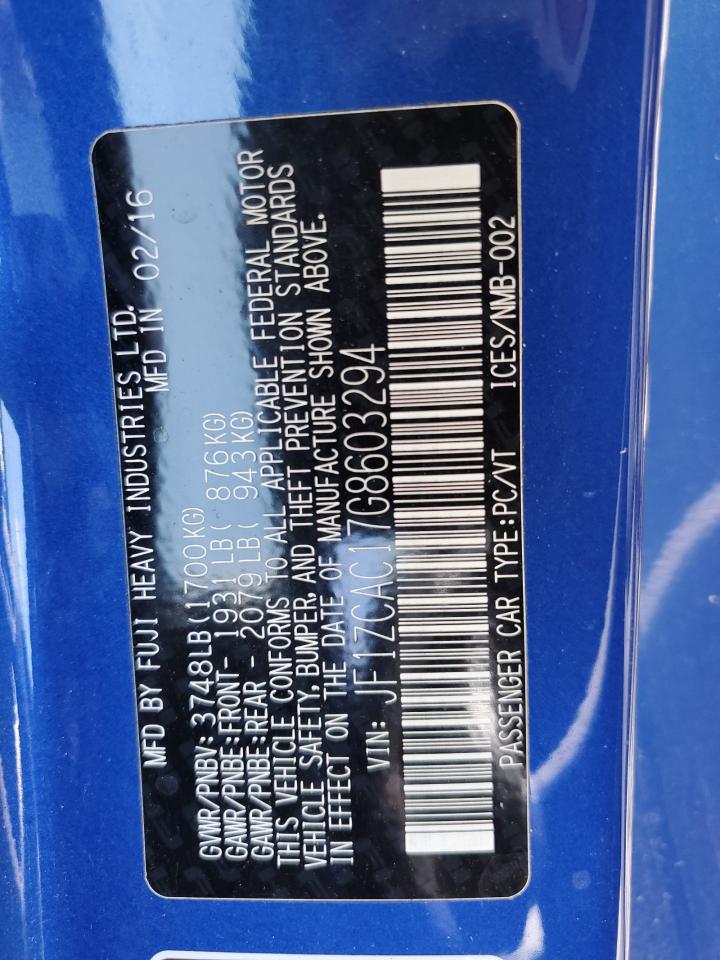 MFD BY FUJI HEAVY INDUSTRIES LTD.
MFD IN 02/16
GVWR/PNBV: 3748LB(1700KG)
GAWR/PNBE:FRONT- 1931LB( 876KG)
GAWR/PNBE:REAR - 2079LB( 943KG)
THIS VEHICLE CONFORMS TO ALL APPLICABLE FEDERAL MOTOR
VEHICLE SAFETY, BUMPER, AND THEFT PREVENTION STANDARDS
IN EFFECT ON THE DATE OF MANUFACTURE SHOWN ABOVE.
VIN: JF1ZCAC17G8603294
PASSENGER CAR TYPE:PC/VT ICES/NMB-002